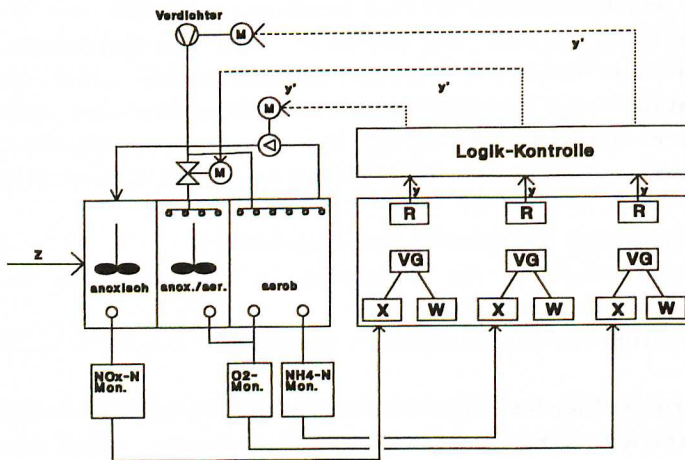 Verdichter
M
y'
y'
y'
M
M
Logik-Kontrolle
y
y
y
R
R
R
Z
VG
VG
VG
anoxisch
anox./aer.
aerob
X
W
X
W
X
W
NOx-N
Mon.
O2-
Mon.
NH4-N
Mon.